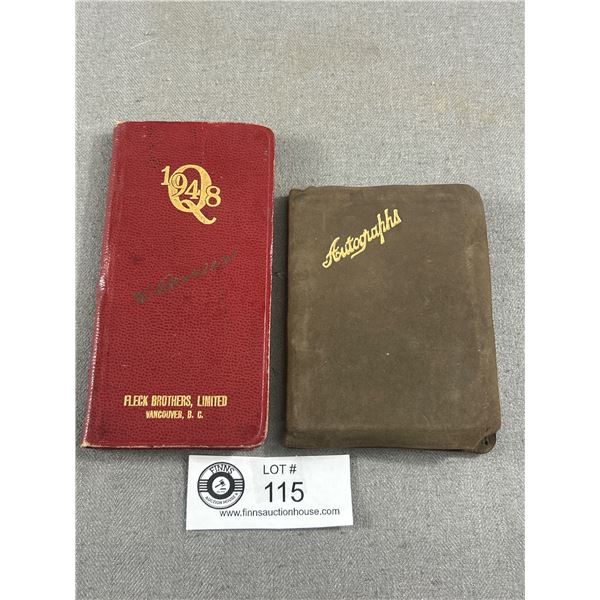 1948
Q
FLECK BROTHERS, LIMITED
VANCOUVER, B. C.
Autographs
FINNS
AUCTION HOUSE
LOT #
115
www.finnsauctionhouse.com